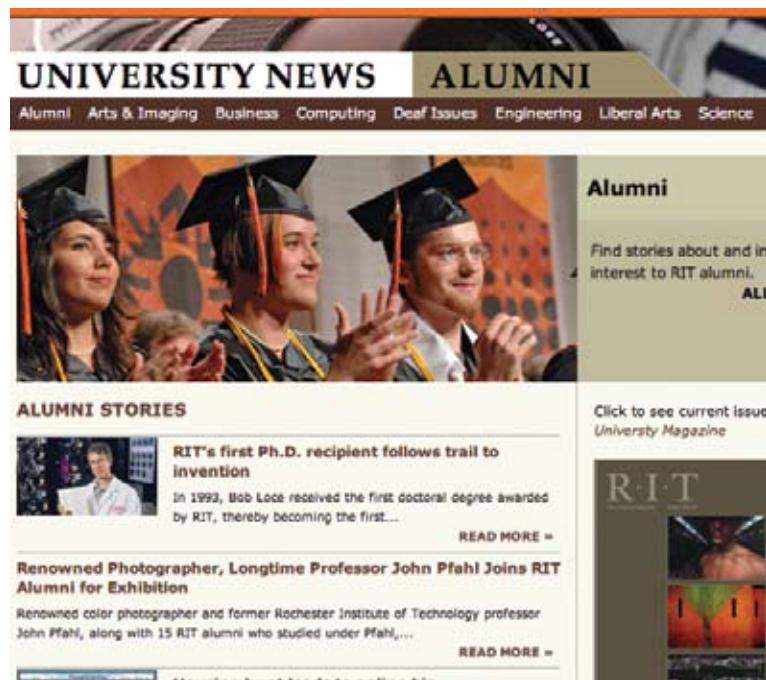 UNIVERSITY NEWS ALUMNI
Alumni Arts & Imaging Business Computing Deaf Issues Engineering Liberal Arts Science
Alumni
Find stories about and in
interest to RIT alumni.
ALL
ALUMNI STORIES
RIT's first Ph.D. recipient follows trail to
invention
In 1993, Bob Loce received the first doctoral degree awarded
by RIT, thereby becoming the first...
READ MORE »
Renowned Photographer, Longtime Professor John Pfahl Joins RIT
Alumni for Exhibition
Renowned color photographer and former Rochester Institute of Technology professor
John Pfahl, along with 15 RIT alumni who studied under Pfahl,...
READ MORE »
Click to see current issue
Universty Magazine
R·I·T